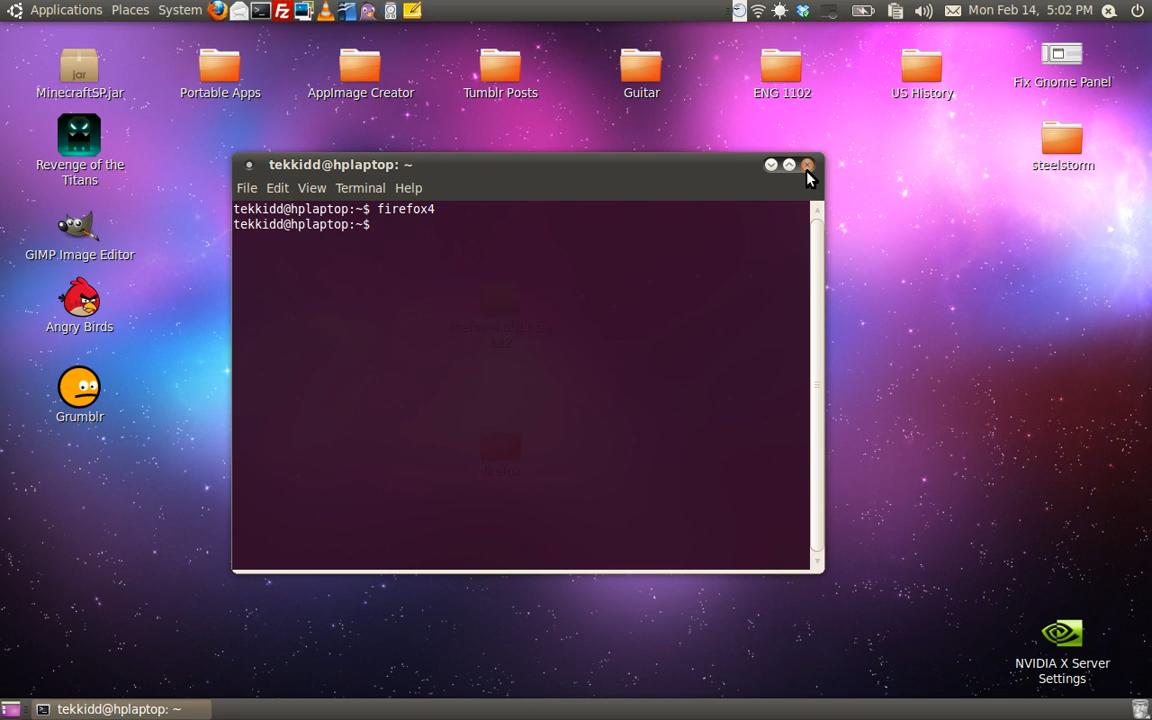 Applications Places System
Mon Feb 14, 5:02 PM
jar
MinecraftSP.jar
Portable Apps
AppImage Creator
Tumblr Posts
Guitar
ENG 1102
US History
Fix Gnome Panel
Revenge of the
Titans
steelstorm
GIMP Image Editor
Angry Birds
Grumblr
tekkidd@hplaptop: ~
File Edit View Terminal Help
tekkidd@hplaptop:~$ firefox4
tekkidd@hplaptop:~$
firefox
NVIDIA X Server
Settings
tekkidd@hplaptop: ~